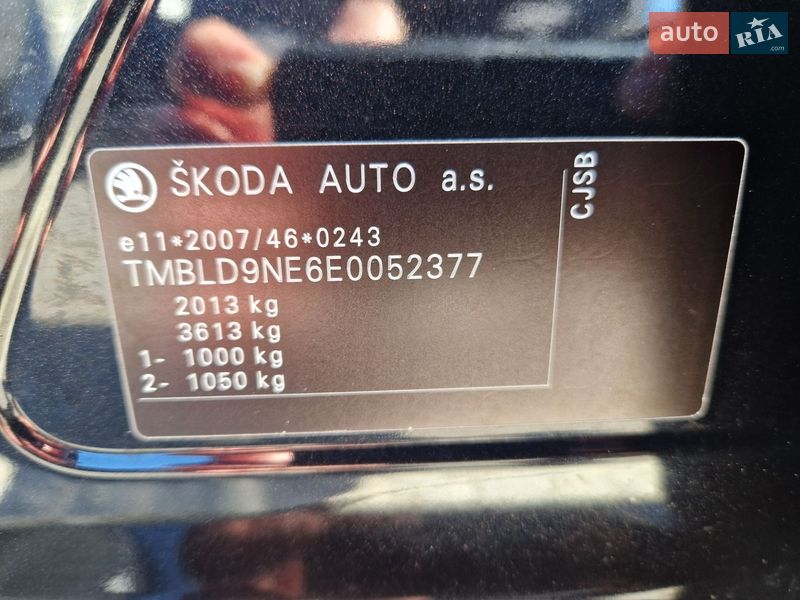 auto RIA .com
ŠKODA AUTO a.s.
CJSB
e11*2007/46*0243
TMBLD9NE6E0052377
2013 kg
3613 kg
1- 1000 kg
2- 1050 kg